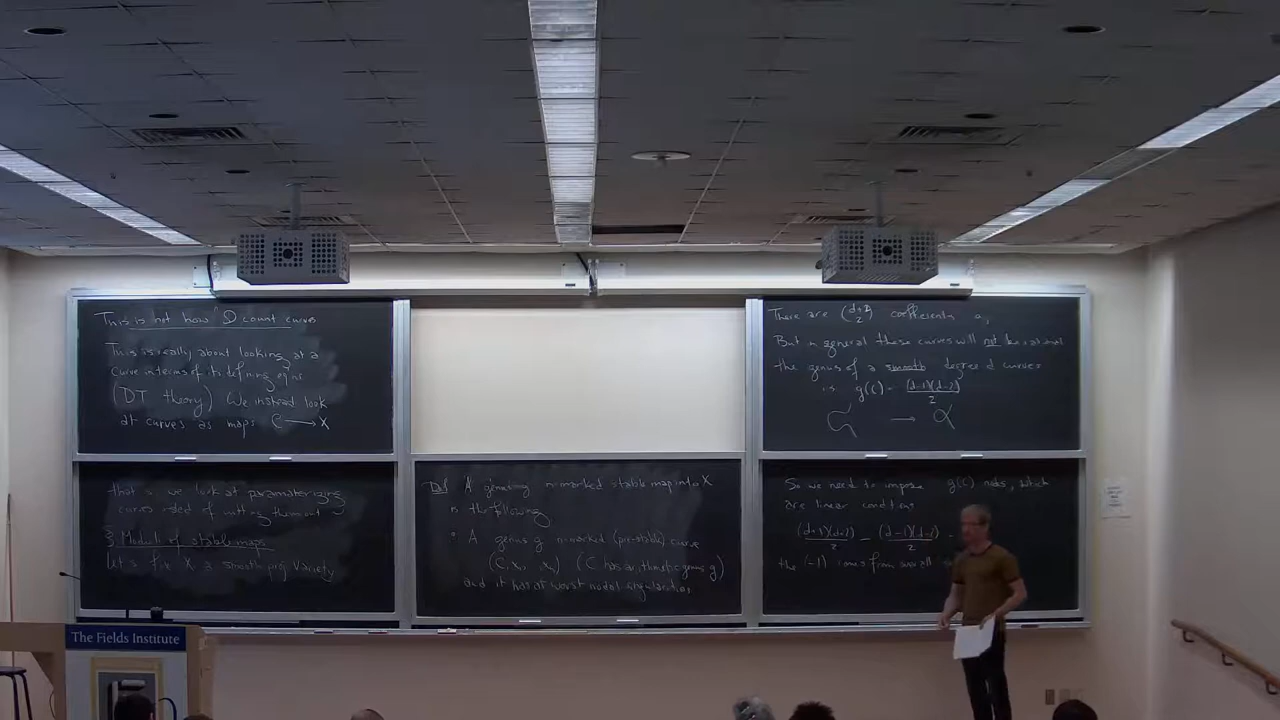 This is not how I count curves
This is really about looking at a
curve in terms of its defining eqns
(DT theory) We instead look
at curves as maps C → X
that is we look at paramaterizing
curves instead of cutting them out
§ Moduli of stable maps
Let's fix X a smooth proj variety
Def A genus g n-marked stable map into X
is the following
• A genus g n-marked (pre-stable) curve
(C, x₁, x₁) (C has arithmetic genus g)
and it has at worst nodal singularities
There are (d+2 2) coefficients a,
But in general these curves will not be rational
the genus of a smooth degree d curves
is g(C) = (d-1)(d-2)/2
→
So we need to impose g(C) nodes, which
are linear conditions
(d+1)(d+2)/2 - (d-1)(d-2)/2 -
the (-1) comes from overall
The Fields Institute